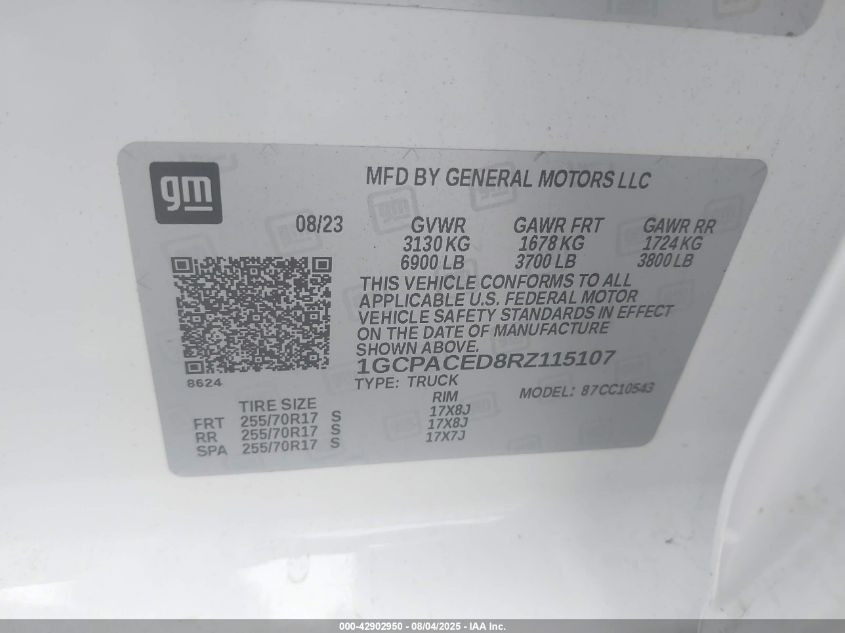 gm
MFD BY GENERAL MOTORS LLC
08/23 GVWR GAWR FRT GAWR RR
3130 KG 1678 KG 1724 KG
6900 LB 3700 LB 3800 LB
THIS VEHICLE CONFORMS TO ALL
APPLICABLE U.S. FEDERAL MOTOR
VEHICLE SAFETY STANDARDS IN EFFECT
ON THE DATE OF MANUFACTURE
SHOWN ABOVE.
1GCPACED8RZ115107
8624
TYPE: TRUCK MODEL: 87CC10543
TIRE SIZE RIM
FRT 255/70R17 S 17X8J
RR 255/70R17 S 17X8J
SPA 255/70R17 S 17X7J
000-42902950 - 08/04/2025 - IAA Inc.